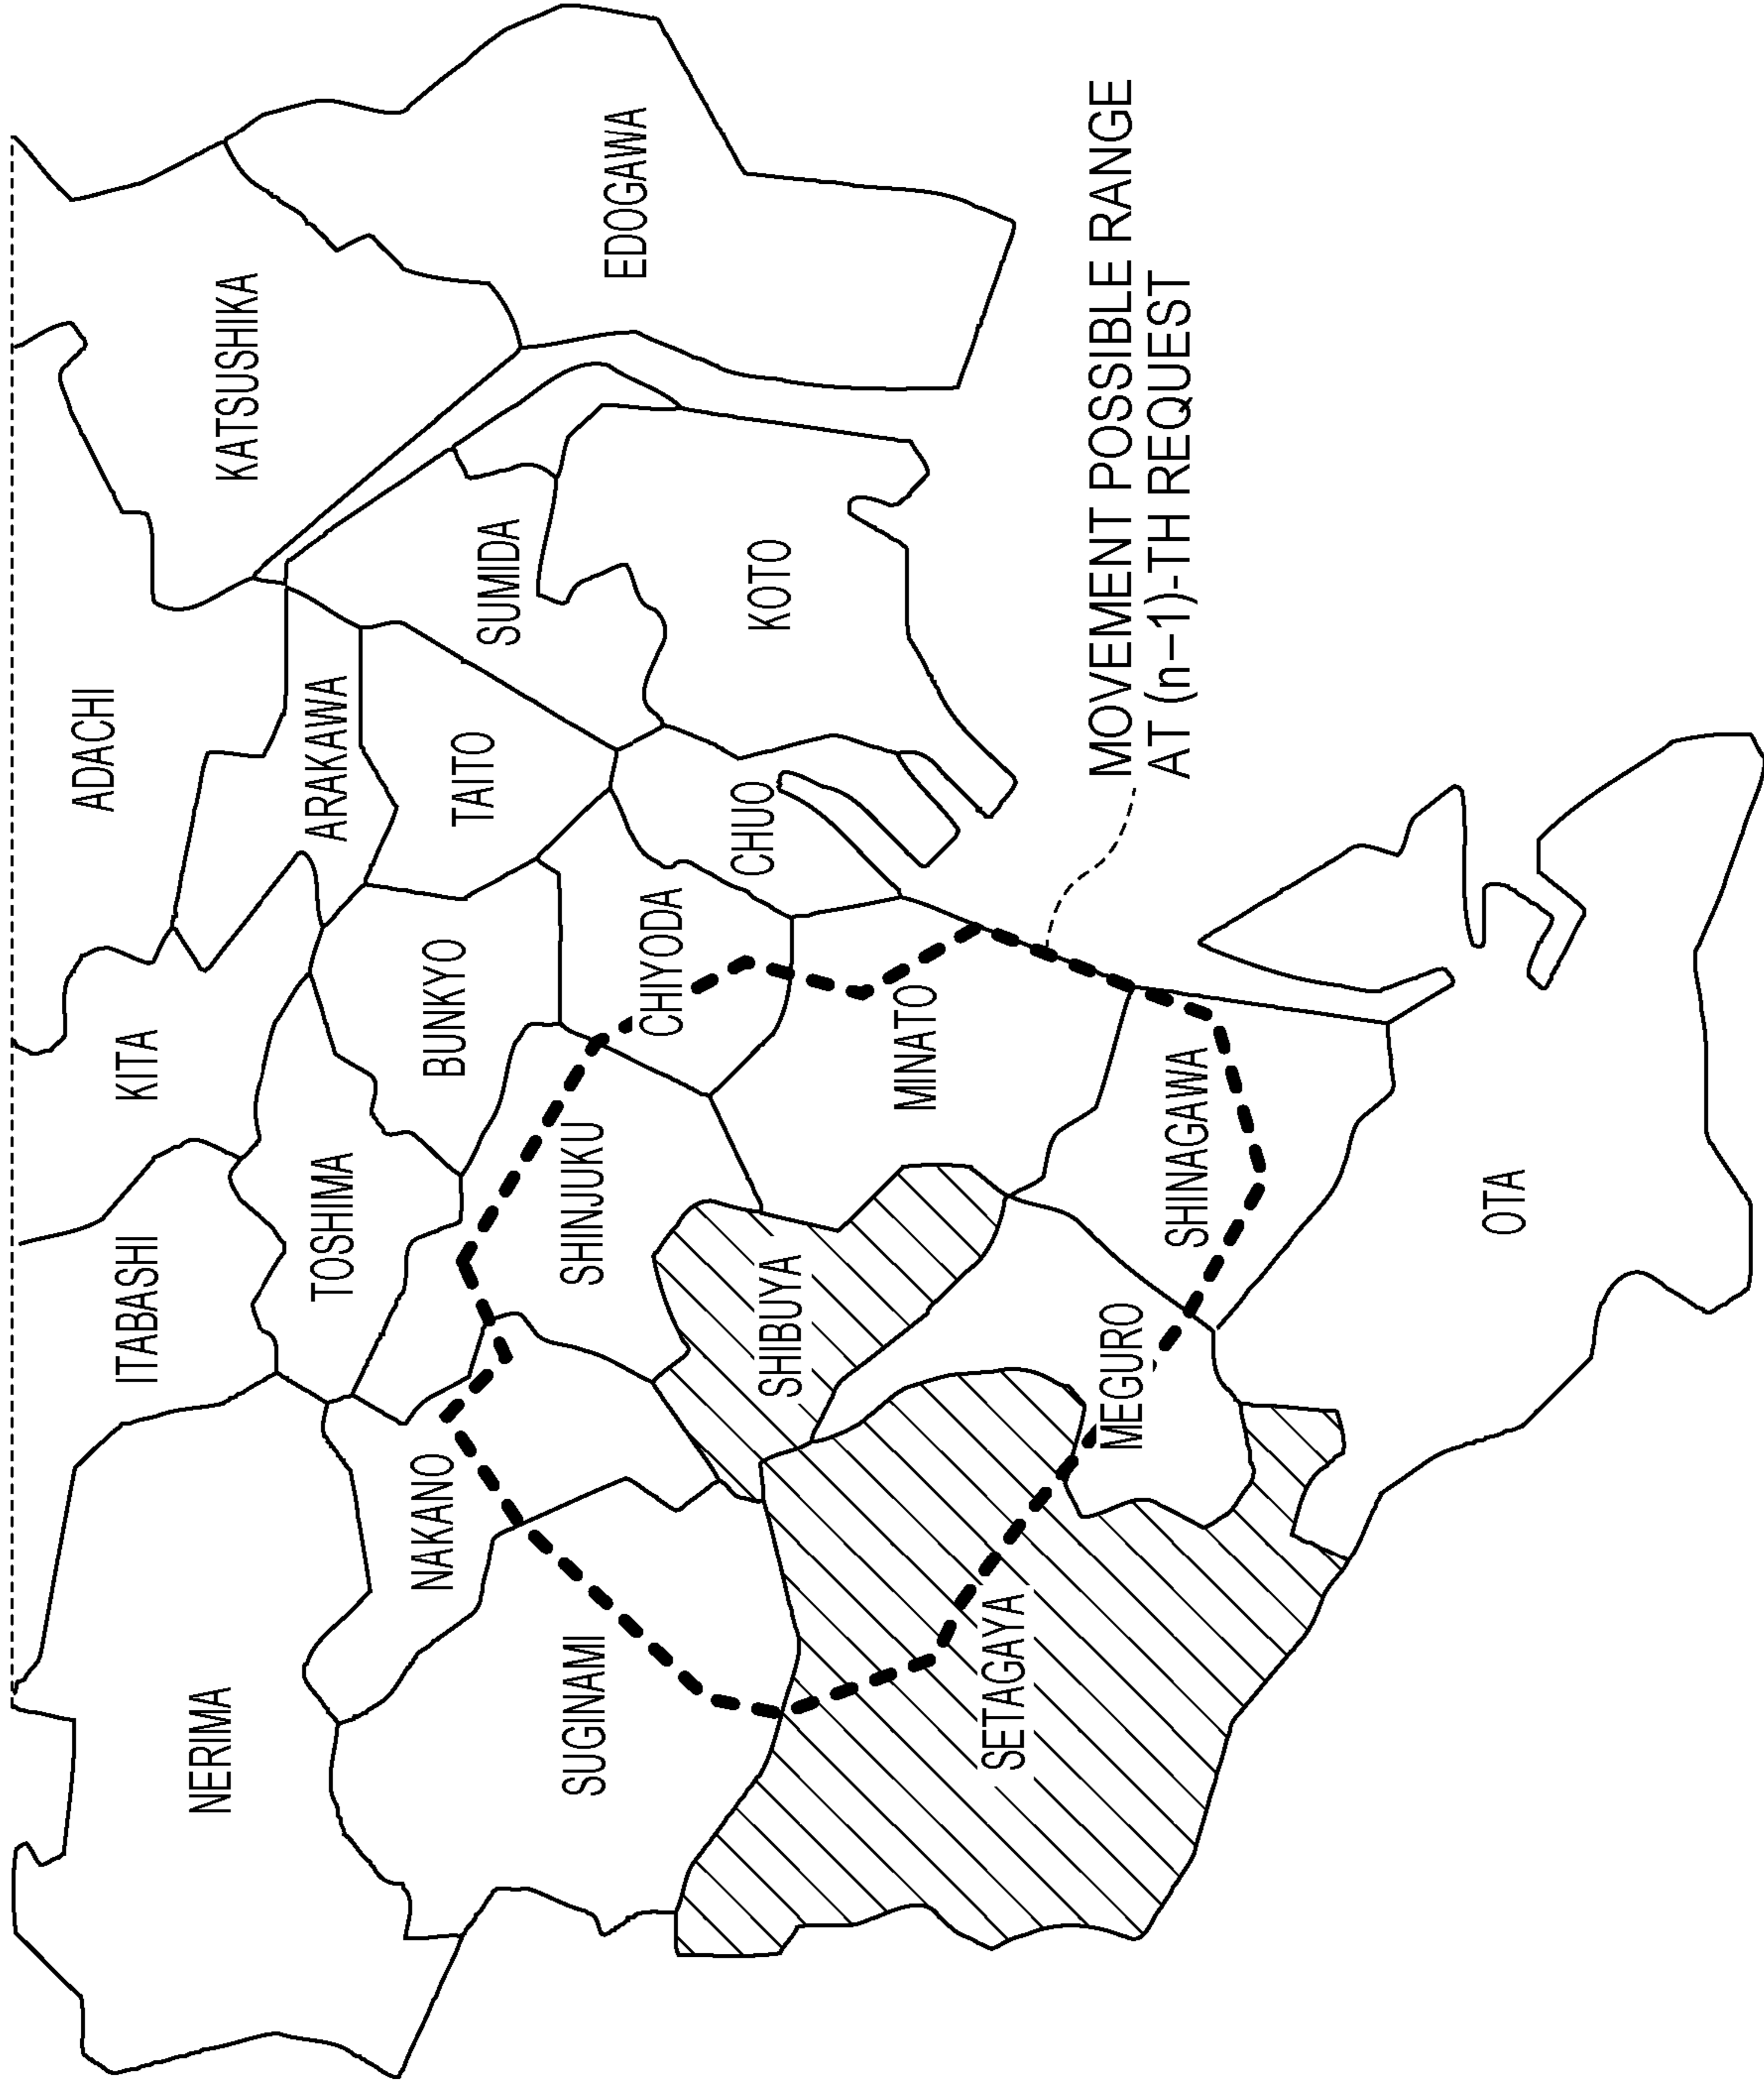 ADACHI
KATSUSHIKA
EDOGAWA
KITA
ARAKAWA
ITABASHI
TOSHIMA
BUNKYO
TAITO
SUMIDA
NERIMA
NAKANO
SHINJUKU
CHIYODA
CHUO
KOTO
SUGINAMI
SHIBUYA
MINATO
SETAGAYA
MEGURO
SHINAGAWA
OTA
MOVEMENT POSSIBLE RANGE
AT (n−1)-TH REQUEST